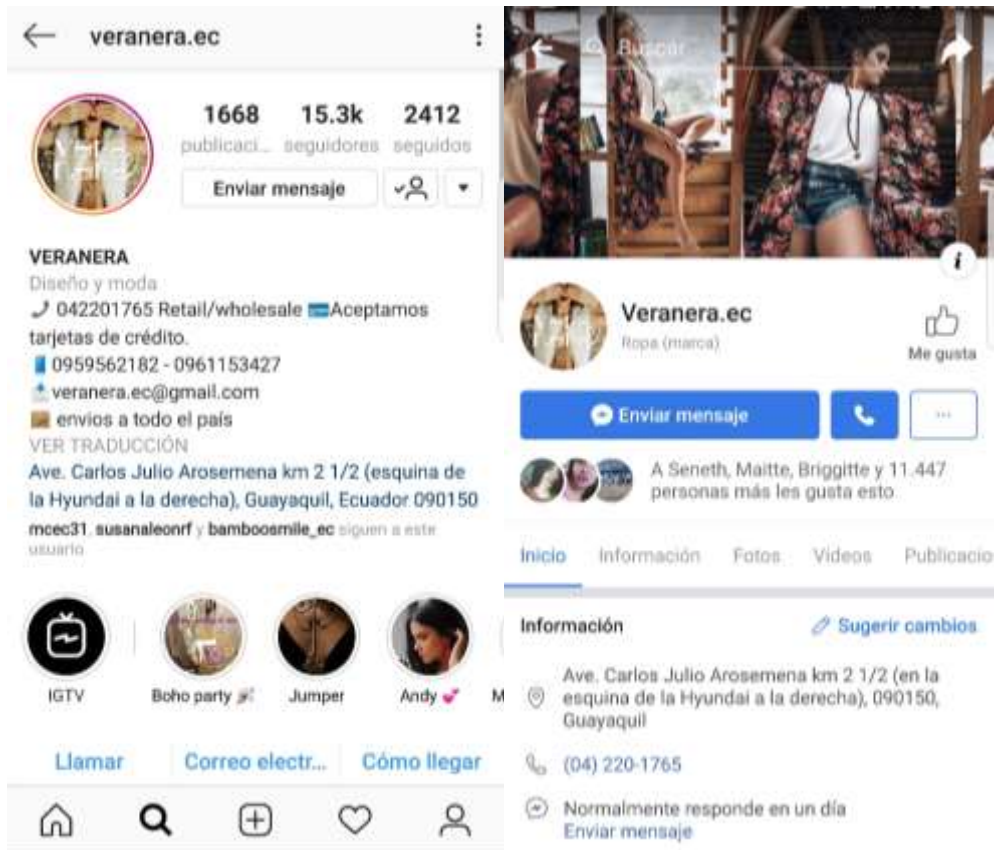 veranera.ec
1668 15.3k 2412
publicaci... seguidores seguidos
Enviar mensaje
VERANERA
Diseño y moda
042201765 Retail/wholesale Aceptamos
tarjetas de crédito.
0959562182 - 0961153427
veranera.ec@gmail.com
envios a todo el país
VER TRADUCCIÓN
Ave. Carlos Julio Arosemena km 2 1/2 (esquina de
la Hyundai a la derecha), Guayaquil, Ecuador 090150
mcec31, susanaleonrf y bamboosmile_ec siguen a este
usuario
IGTV Boho party Jumper Andy M
Llamar Correo electr... Cómo llegar
Buscar
Veranera.ec
Ropa (marca)
Me gusta
Enviar mensaje
A Seneth, Maitte, Briggitte y 11.447
personas más les gusta esto
Inicio Información Fotos Videos Publicacio
Información Sugerir cambios
Ave. Carlos Julio Arosemena km 2 1/2 (en la
esquina de la Hyundai a la derecha), 090150,
Guayaquil
(04) 220-1765
Normalmente responde en un día
Enviar mensaje